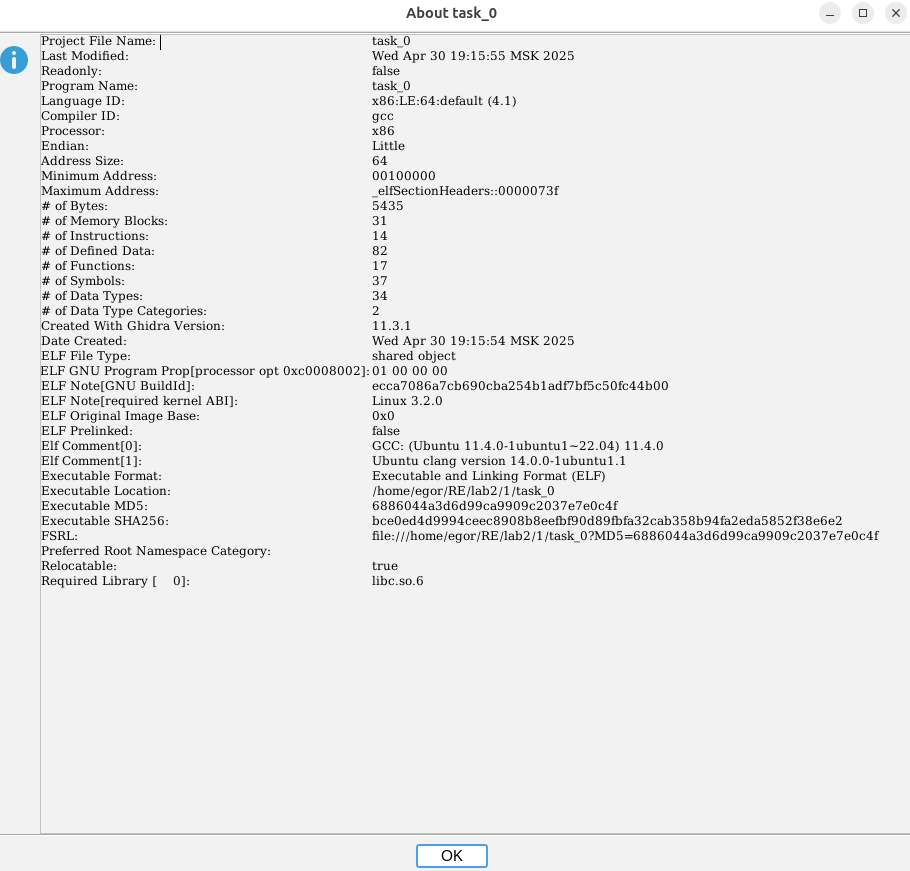 About task_0
Project File Name: task_0
Last Modified: Wed Apr 30 19:15:55 MSK 2025
Readonly: false
Program Name: task_0
Language ID: x86:LE:64:default (4.1)
Compiler ID: gcc
Processor: x86
Endian: Little
Address Size: 64
Minimum Address: 00100000
Maximum Address: _elfSectionHeaders::0000073f
# of Bytes: 5435
# of Memory Blocks: 31
# of Instructions: 14
# of Defined Data: 82
# of Functions: 17
# of Symbols: 37
# of Data Types: 34
# of Data Type Categories: 2
Created With Ghidra Version: 11.3.1
Date Created: Wed Apr 30 19:15:54 MSK 2025
ELF File Type: shared object
ELF GNU Program Prop[processor opt 0xc0008002]: 01 00 00 00
ELF Note[GNU BuildId]: ecca7086a7cb690cba254b1adf7bf5c50fc44b00
ELF Note[required kernel ABI]: Linux 3.2.0
ELF Original Image Base: 0x0
ELF Prelinked: false
Elf Comment[0]: GCC: (Ubuntu 11.4.0-1ubuntu1~22.04) 11.4.0
Elf Comment[1]: Ubuntu clang version 14.0.0-1ubuntu1.1
Executable Format: Executable and Linking Format (ELF)
Executable Location: /home/egor/RE/lab2/1/task_0
Executable MD5: 6886044a3d6d99ca9909c2037e7e0c4f
Executable SHA256: bce0ed4d9994ceec8908b8eefbf90d89fbfa32cab358b94fa2eda5852f38e6e2
FSRL: file:///home/egor/RE/lab2/1/task_0?MD5=6886044a3d6d99ca9909c2037e7e0c4f
Preferred Root Namespace Category:
Relocatable: true
Required Library [    0]: libc.so.6
OK